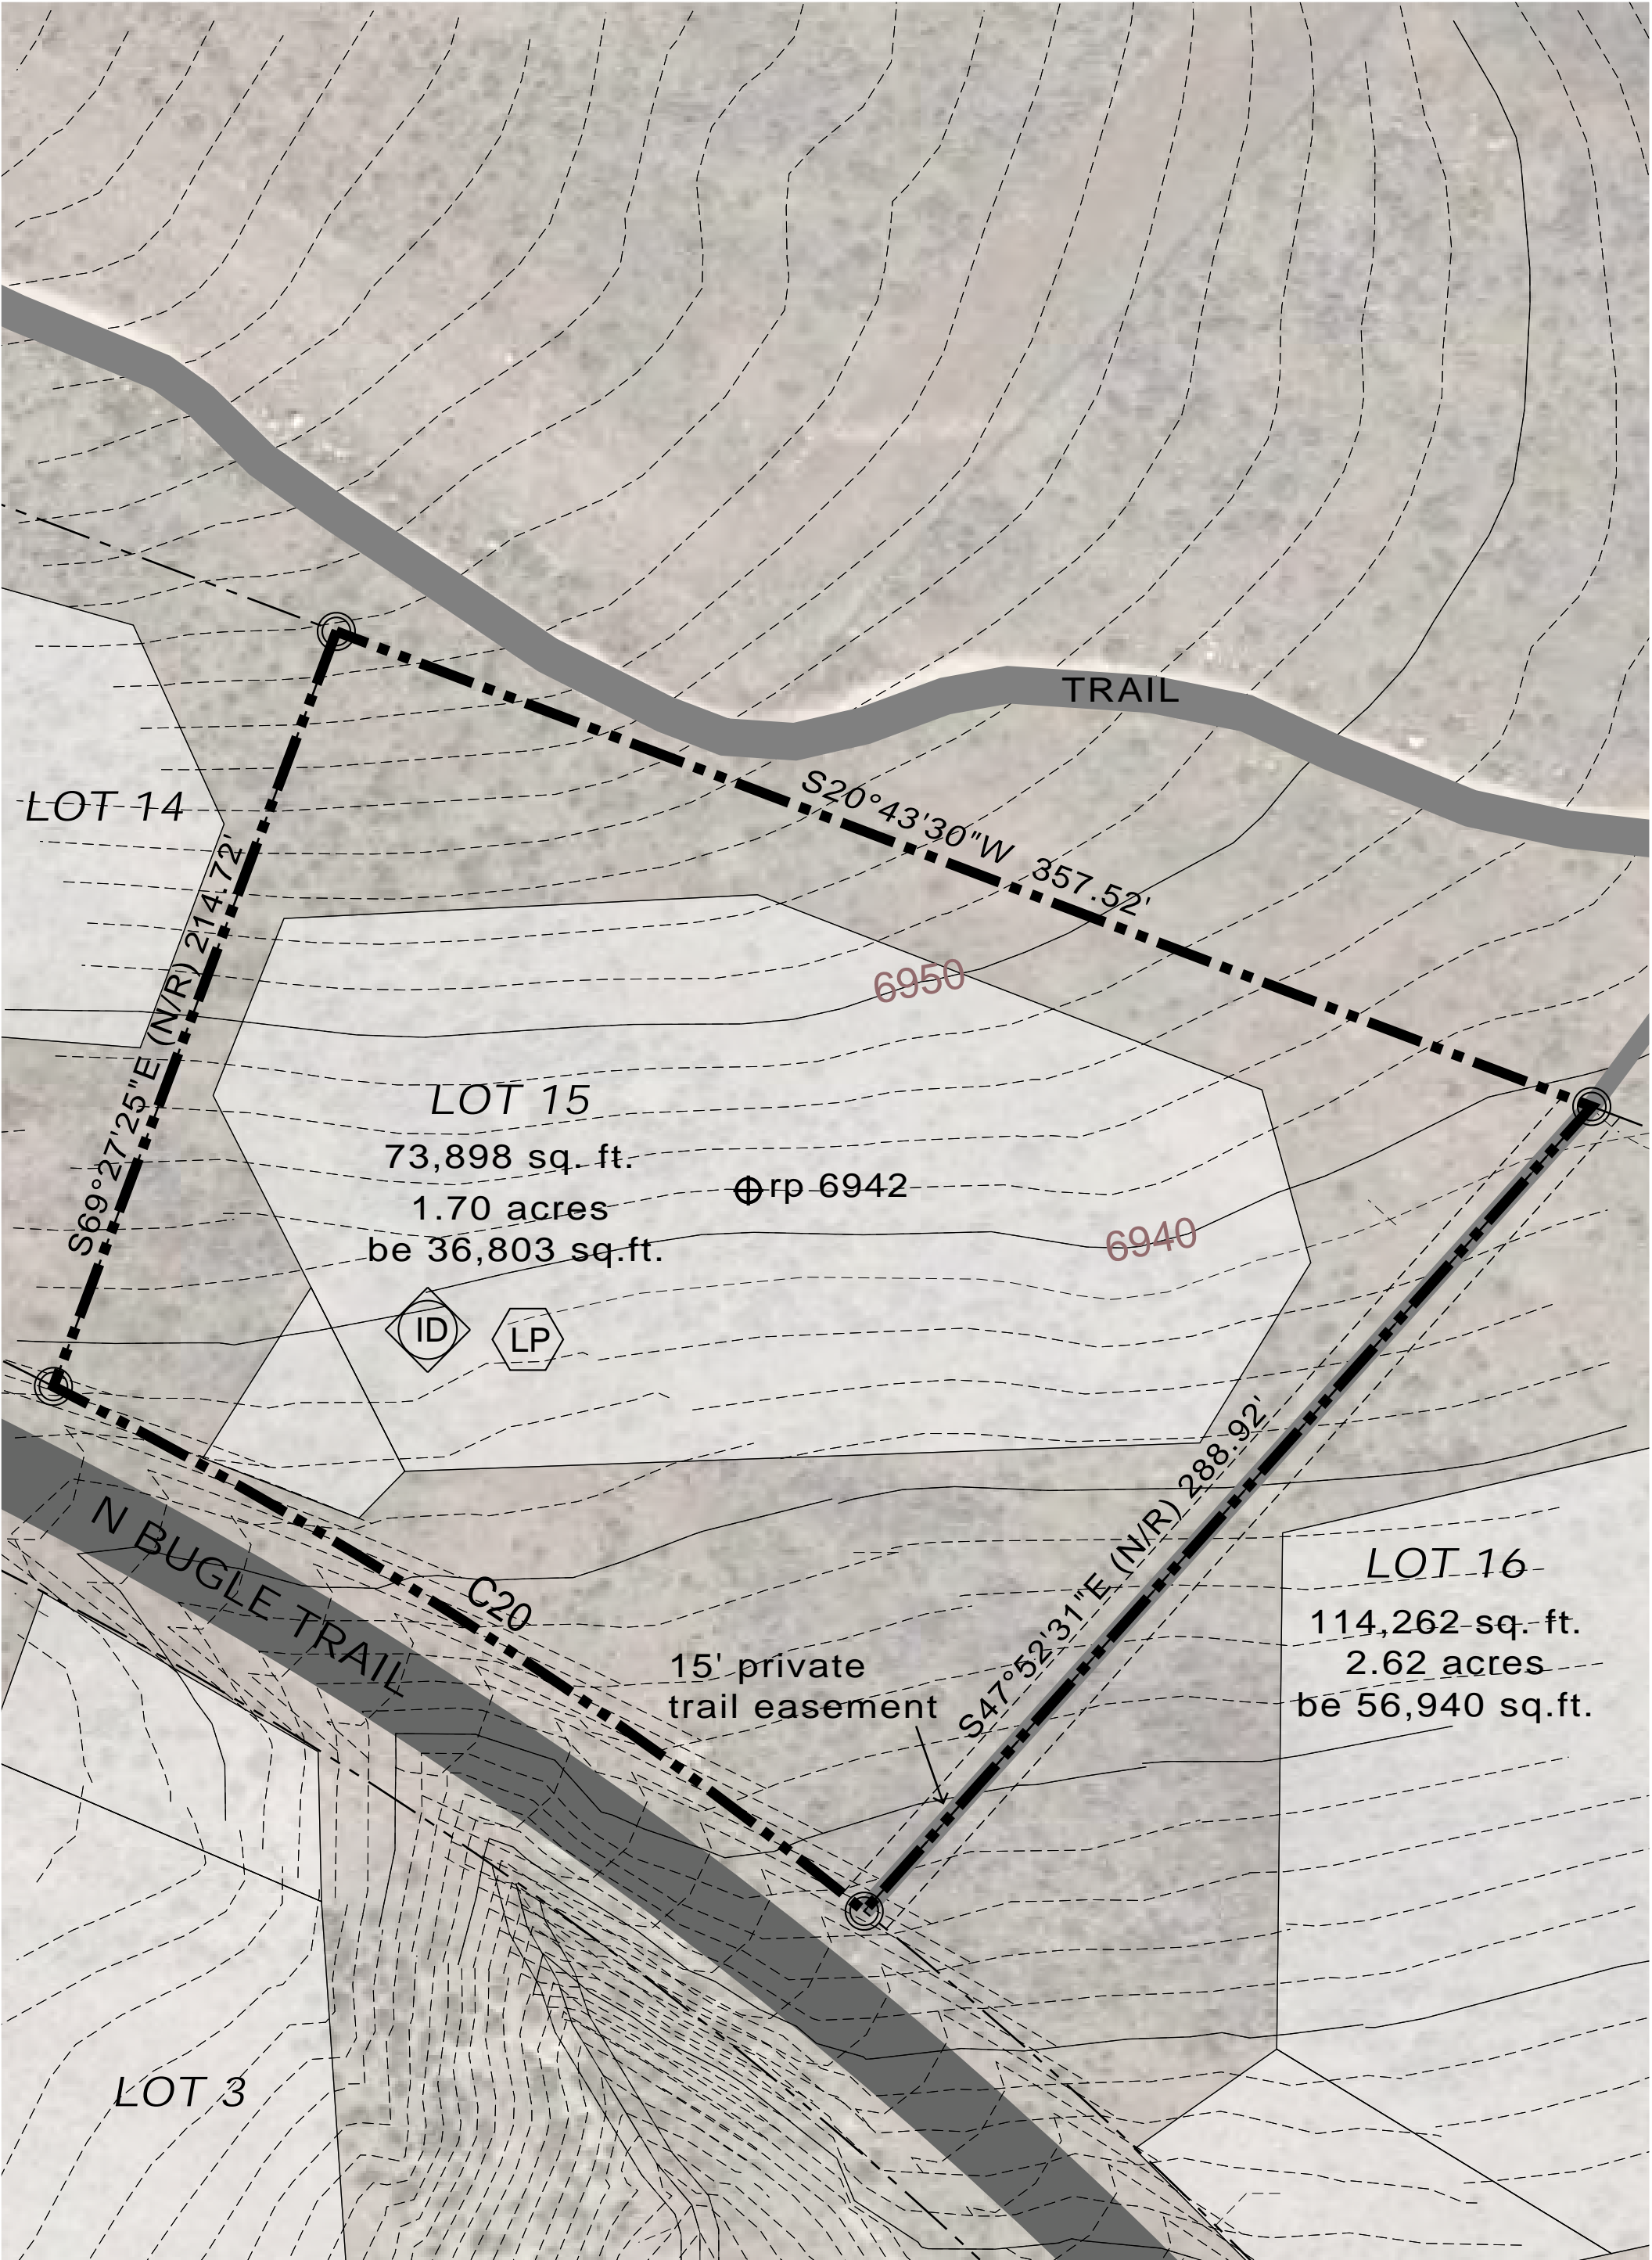 TRAIL
S20°43'30"W 357.52'
LOT 14
S69°27'25"E (N/R) 214.72'
6950
LOT 15
73,898 sq. ft.
1.70 acres
be 36,803 sq.ft.
rp 6942
6940
ID
LP
S47°52'31"E (N/R) 288.92'
N BUGLE TRAIL
C20
15' private
trail easement
LOT 16
114,262 sq. ft.
2.62 acres
be 56,940 sq.ft.
LOT 3